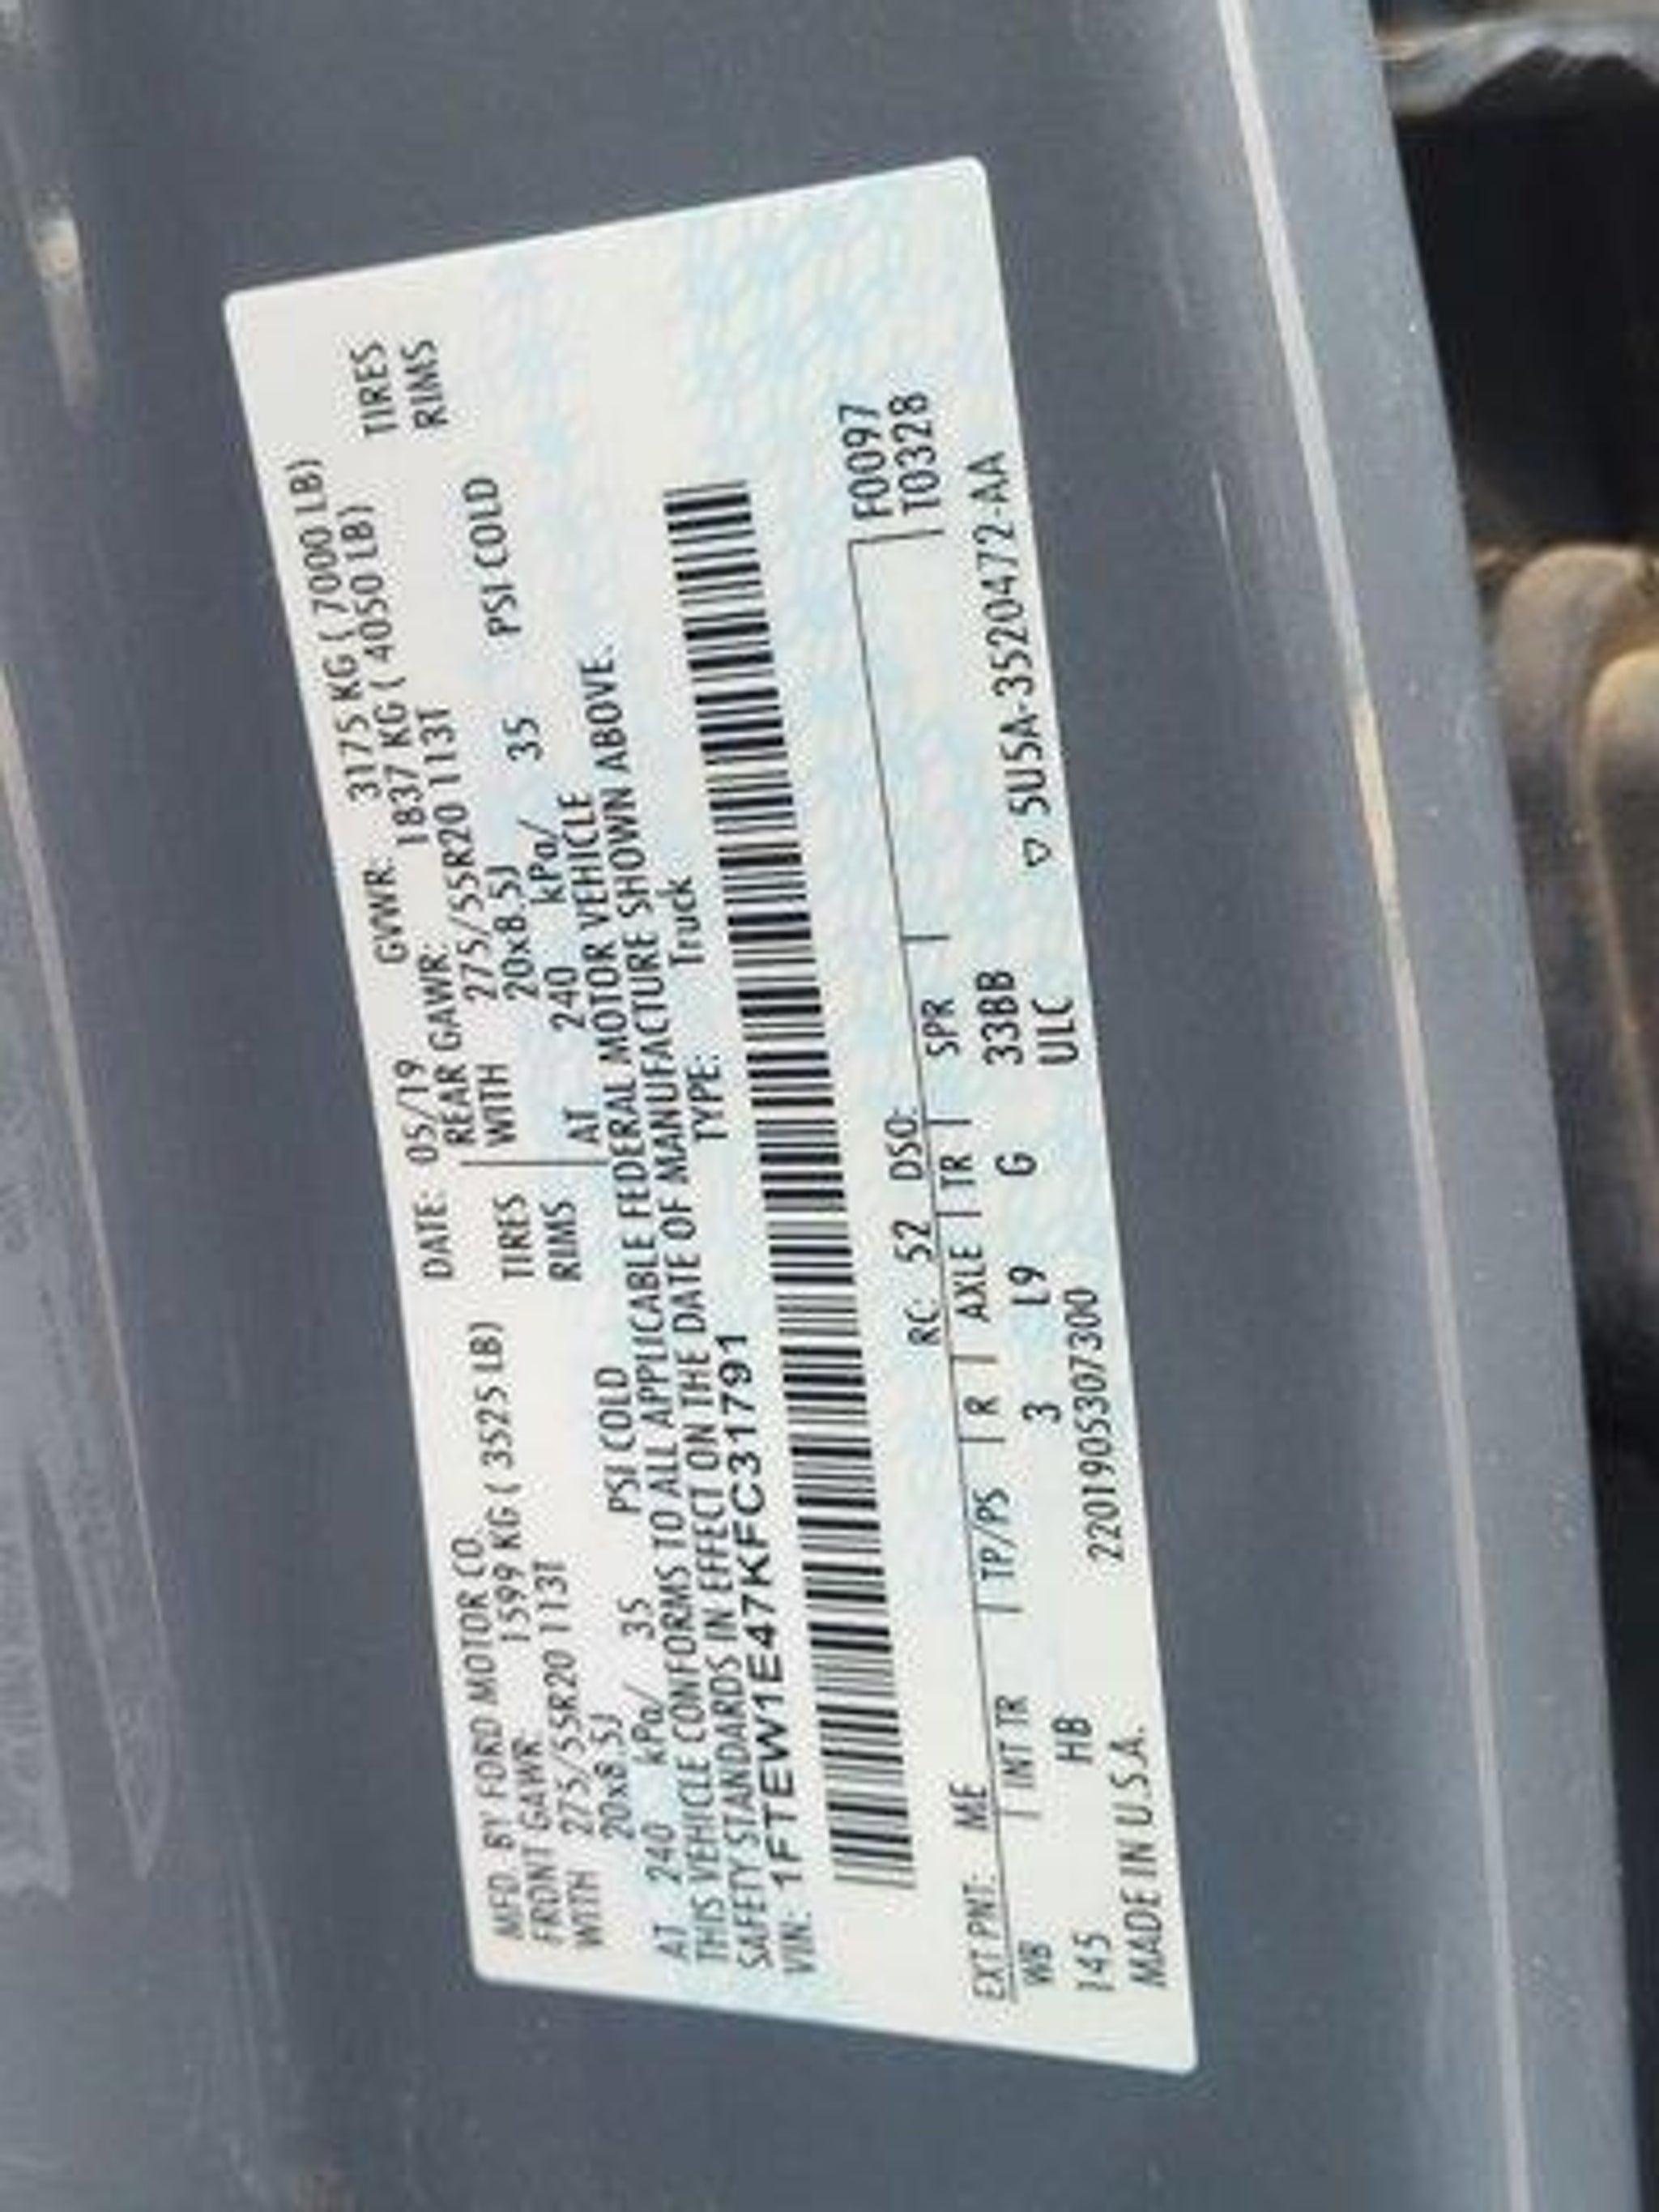 MFD. BY FORD MOTOR CO.
DATE: 05/19 GVWR: 3175 KG ( 7000 LB)
FRONT GAWR: 1599 KG ( 3525 LB)
REAR GAWR: 1837 KG ( 4050 LB)
WITH 275/55R20 113T TIRES
WITH 275/55R20 113T TIRES
20x8.5J RIMS
20x8.5J RIMS
AT 240 kPa/ 35 PSI COLD
AT 240 kPa/ 35 PSI COLD
THIS VEHICLE CONFORMS TO ALL APPLICABLE FEDERAL MOTOR VEHICLE
SAFETY STANDARDS IN EFFECT ON THE DATE OF MANUFACTURE SHOWN ABOVE.
VIN: 1FTEW1E47KFC31791 TYPE: Truck
F0097
T0328
EXT PNT: ME RC: 52 DSO:
WB | INT TR | TP/PS | R | AXLE | TR | SPR
145 HB 3 L9 G 33BB
ULC
MADE IN U.S.A. 2201905307300
▽ 5U5A-3520472-AA